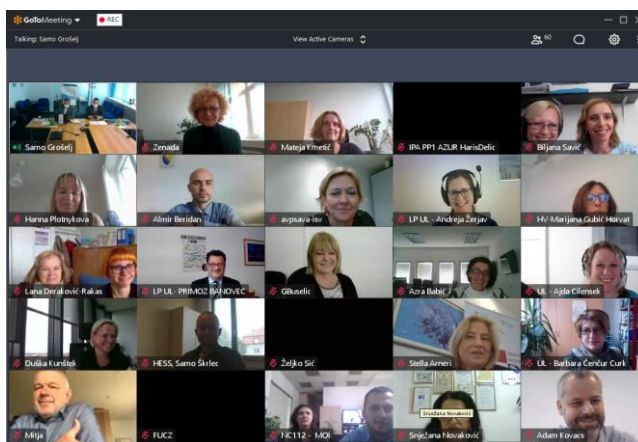 GoToMeeting
REC
Talking: Samo Grošelj
View Active Cameras
60
Samo Grošelj
Zenada
Mateja Kmetič
IPA PP1 AZUR HarisDelic
Biljana Savić
Hanna Plotnykova
Almir Beridan
avpsava-isv
LP UL - Andreja Žerjav
HV-Marijana Gubić Horvat
Lana Deraković-Rakas
LP UL- PRIMOZ BANOVEC
GBuselic
Azra Babić
UL - Ajda Cilensek
Duška Kunštek
HESS, Samo Škrlec
Željko Sić
Stella Arneri
UL - Barbara Čenčur Curk
Mitja
FUCZ
NC112 - MOI
Snježana Novaković
Snježana Novaković
Adam Kovacs